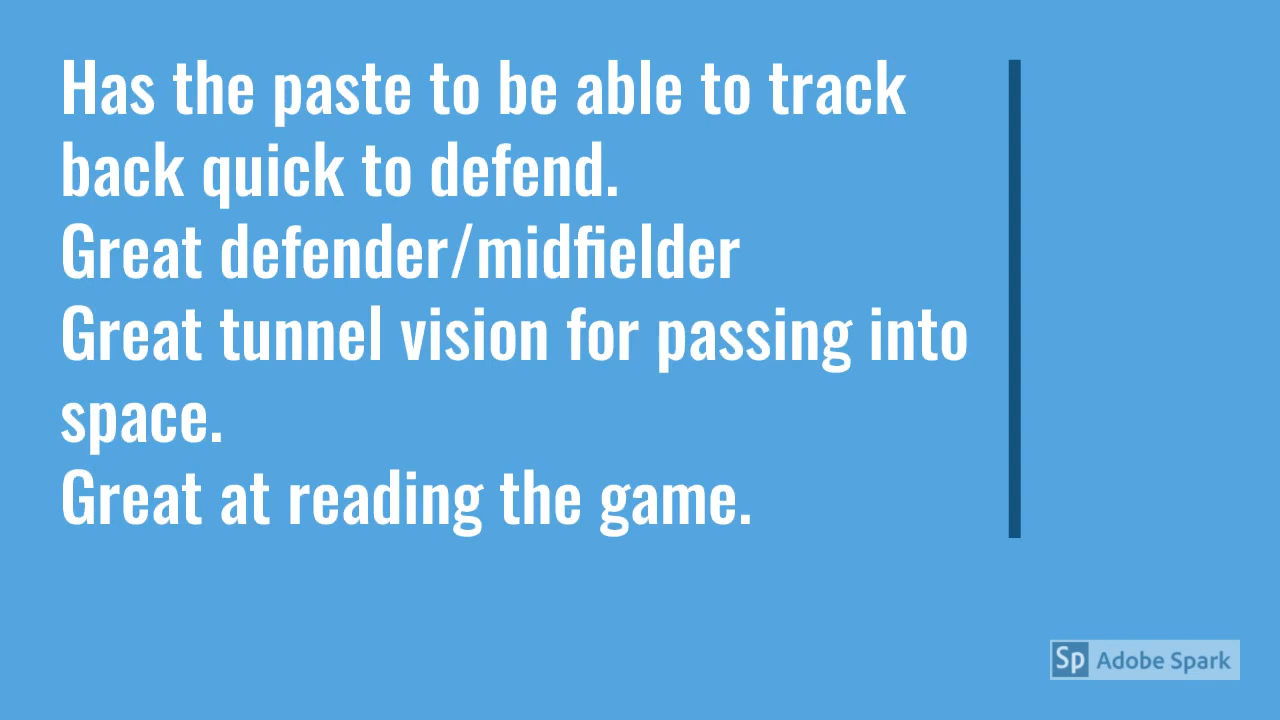 Has the paste to be able to track
back quick to defend.
Great defender/midfielder
Great tunnel vision for passing into
space.
Great at reading the game.
Sp Adobe Spark